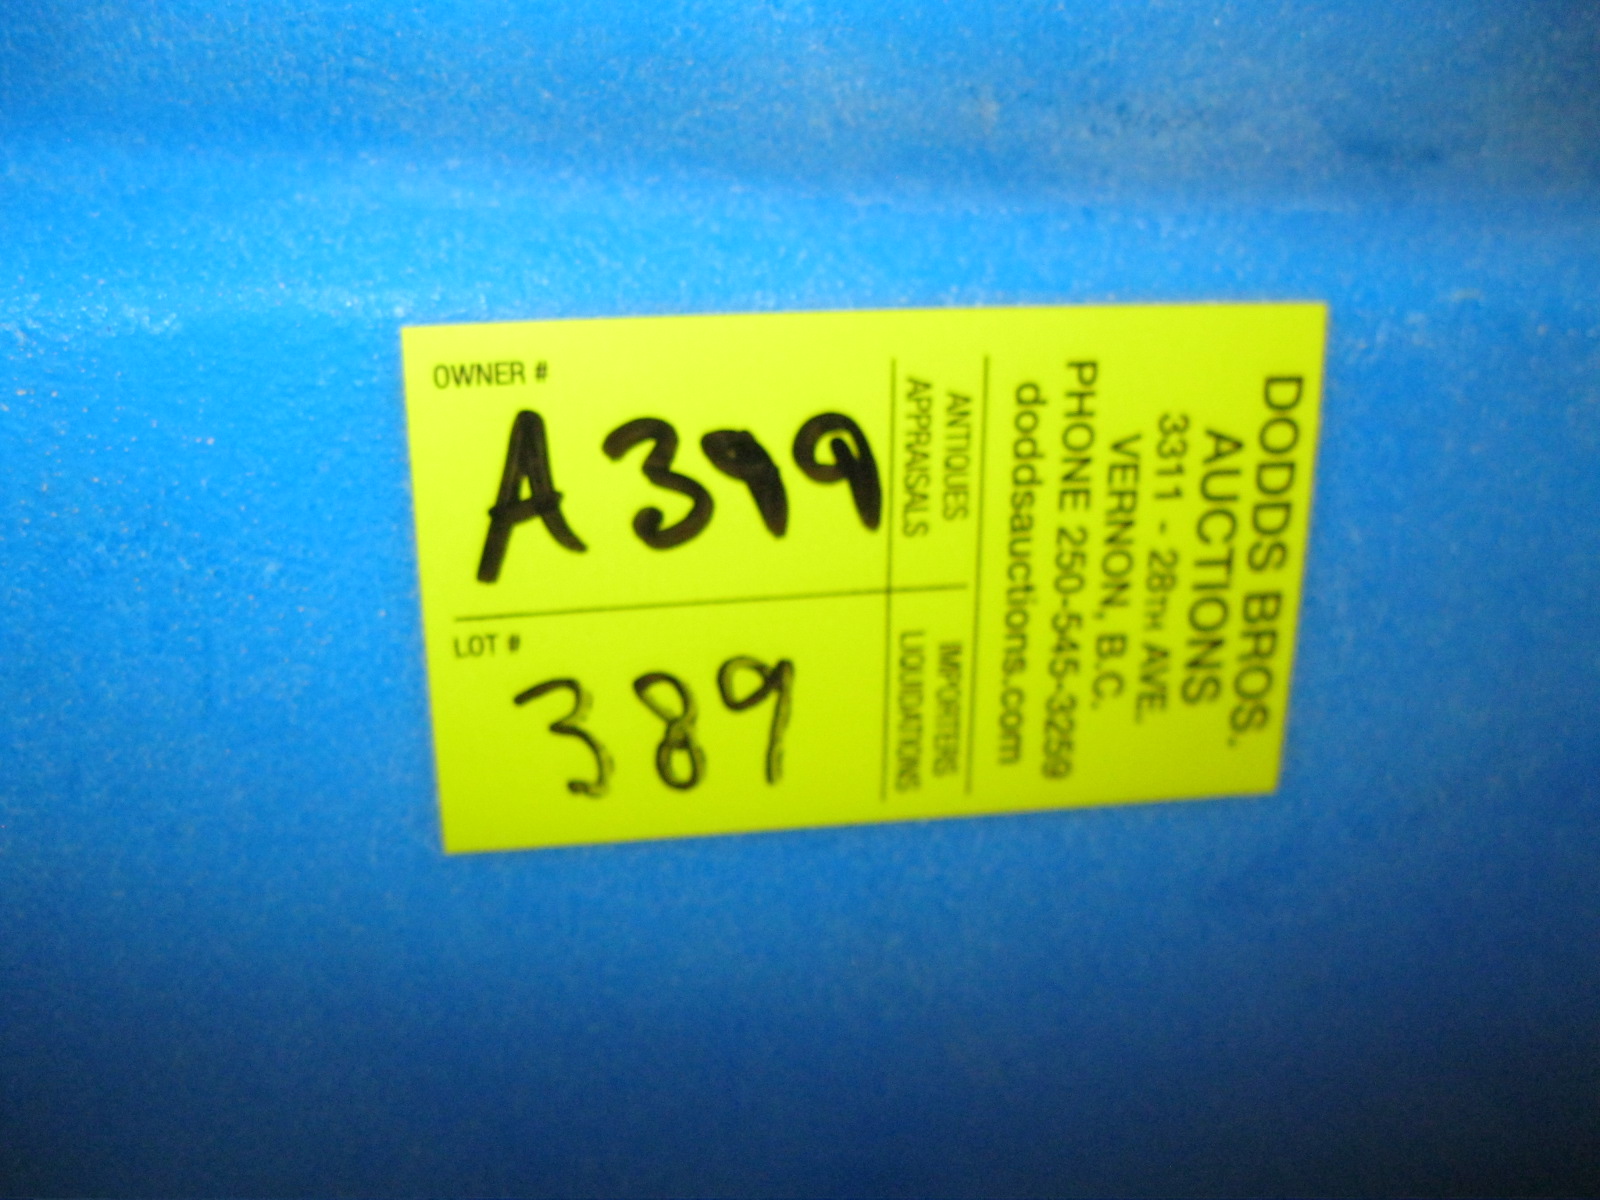 OWNER #
A399
LOT #
389
ANTIQUES
APPRAISALS
IMPORTERS
LIQUIDATIONS
DODDS BROS.
AUCTIONS
3311 - 28TH AVE.
VERNON, B.C.
PHONE 250-545-3259
doddsauctions.com